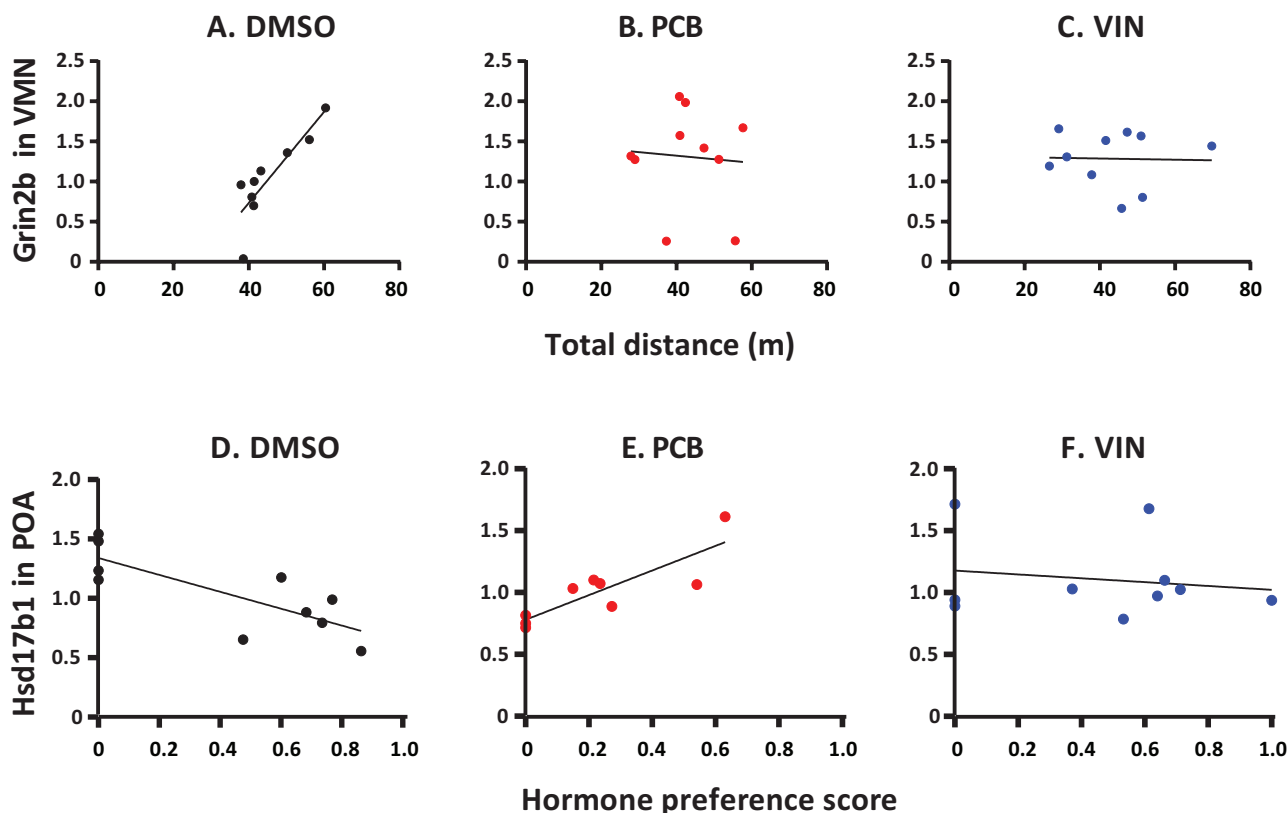 A. DMSO
B. PCB
C. VIN
Grin2b in VMN
2.5 2.5 2.5
2.0 2.0 2.0
1.5 1.5 1.5
1.0 1.0 1.0
0.5 0.5 0.5
0 0 0
0 20 40 60 80
0 20 40 60 80
0 20 40 60 80
Total distance (m)
D. DMSO
E. PCB
F. VIN
Hsd17b1 in POA
2.0 2.0 2.0
1.5 1.5 1.5
1.0 1.0 1.0
0.5 0.5 0.5
0 0 0
0 0.2 0.4 0.6 0.8 1.0
0 0.2 0.4 0.6 0.8 1.0
0 0.2 0.4 0.6 0.8 1.0
Hormone preference score